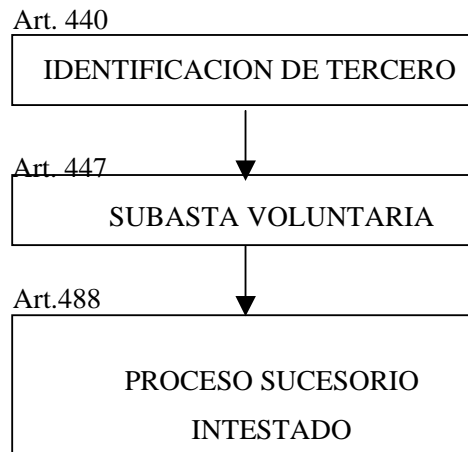 Art. 440
IDENTIFICACION DE TERCERO
Art. 447
SUBASTA VOLUNTARIA
Art.488
PROCESO SUCESORIO
INTESTADO